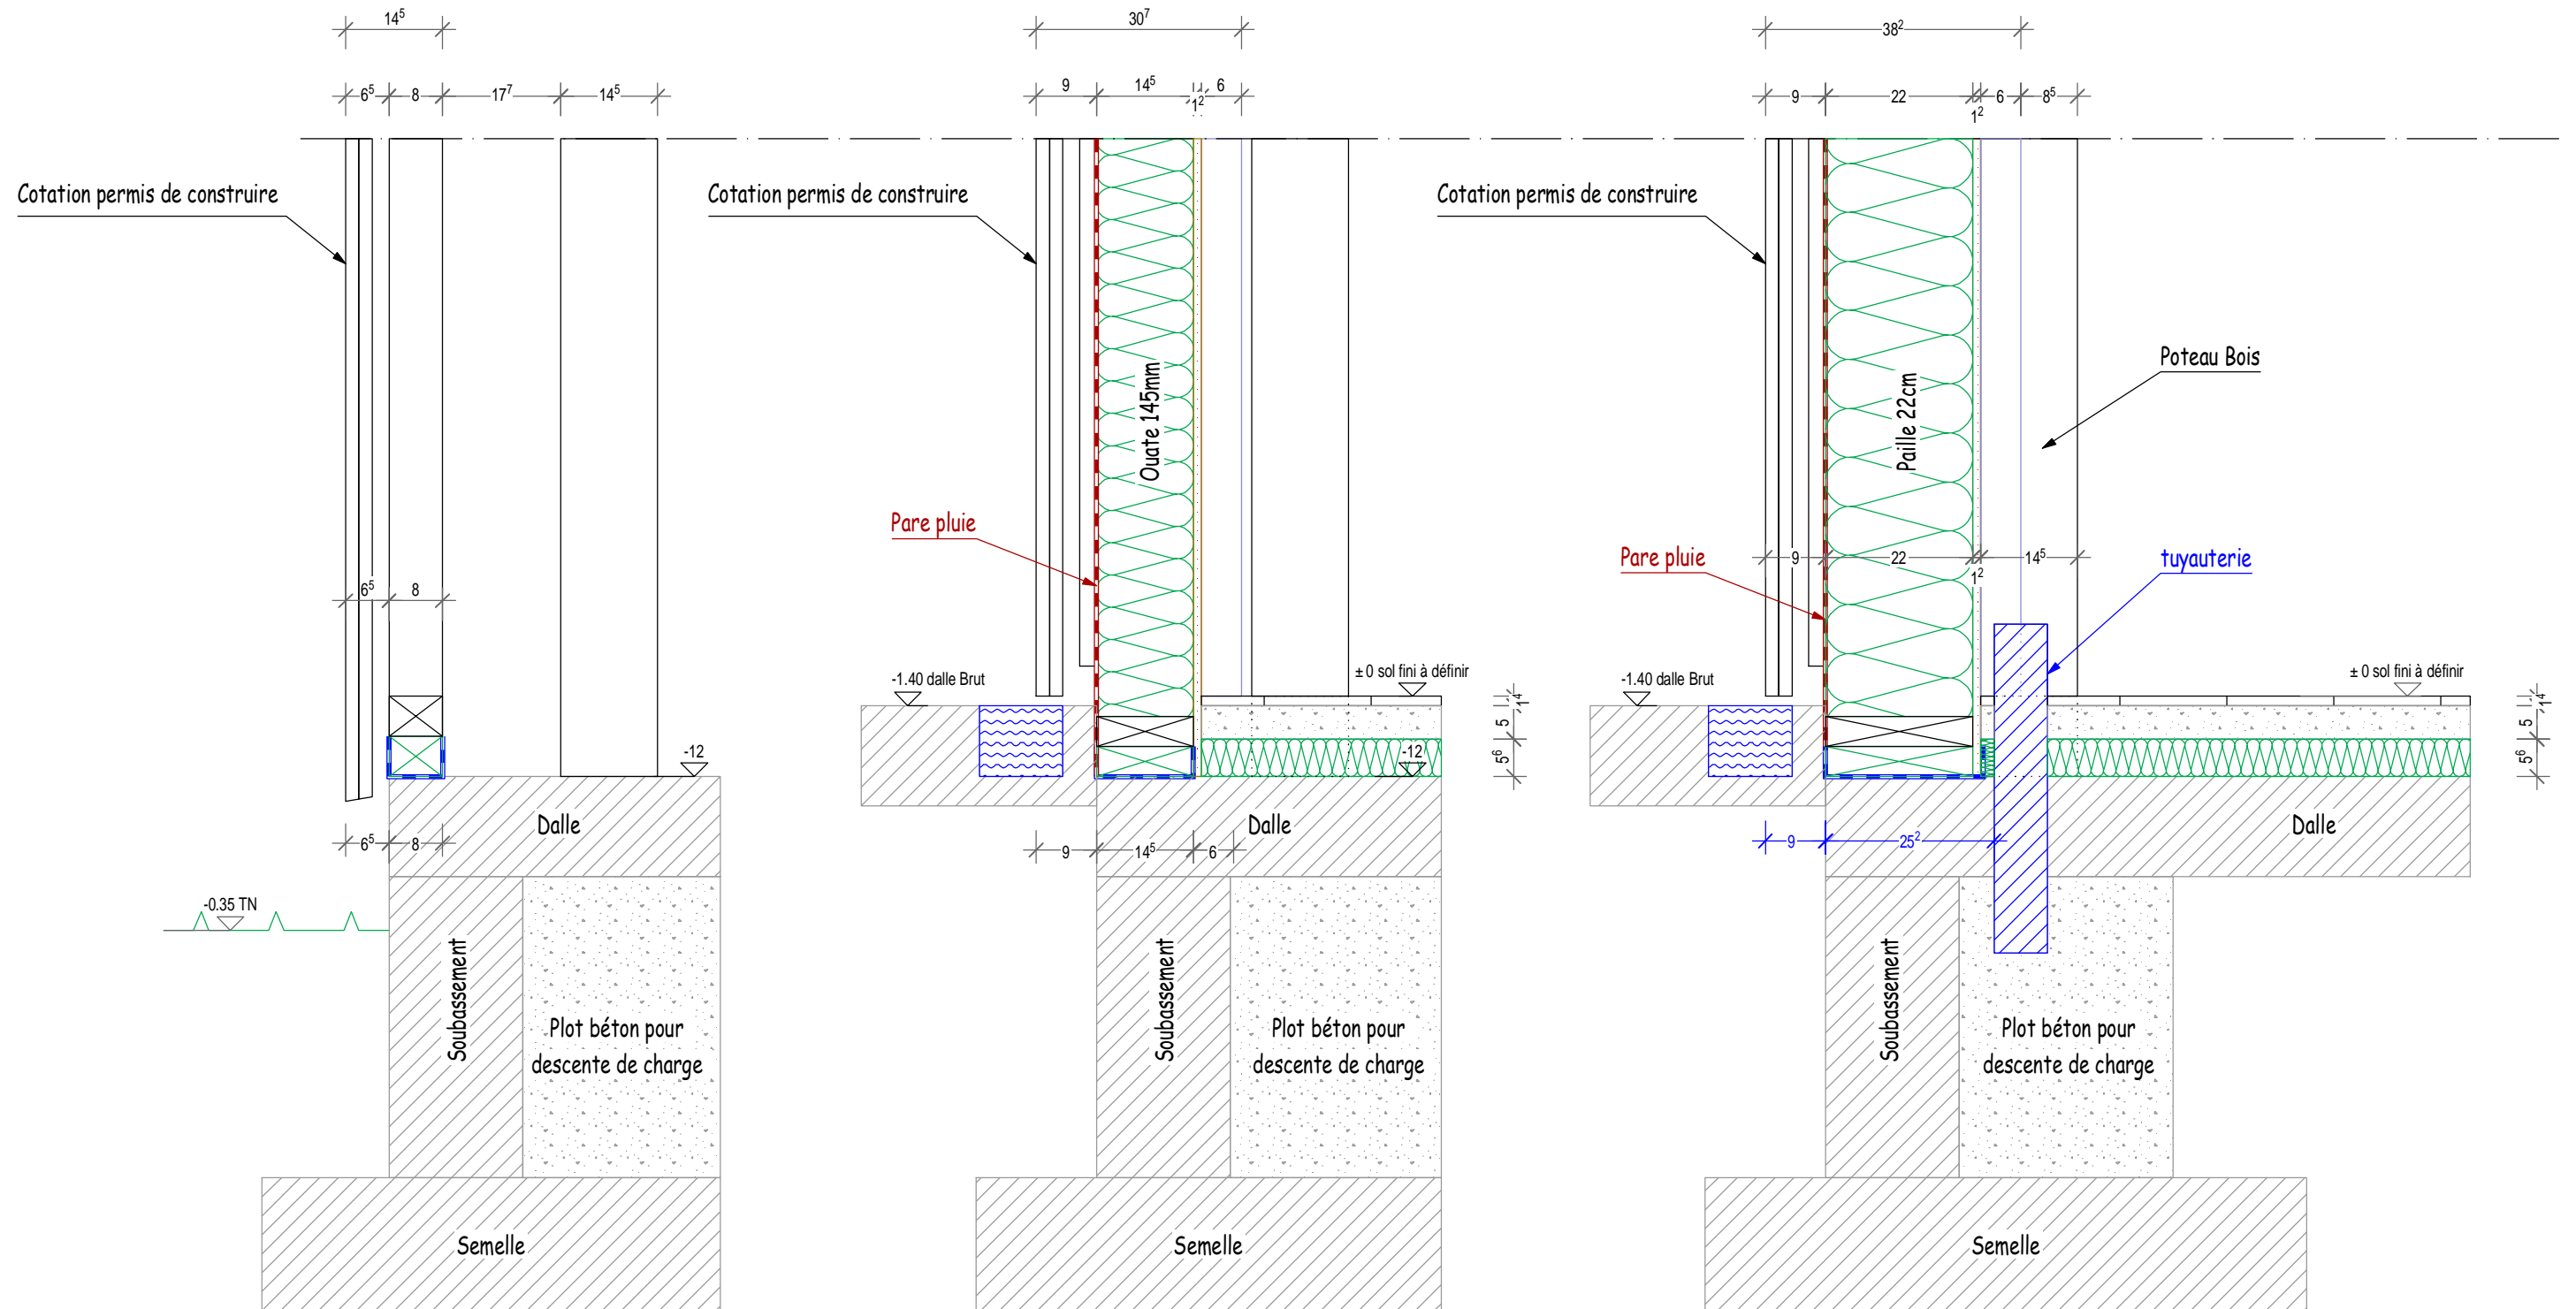 14⁵
6⁵ 8 17⁷ 14⁵
Cotation permis de construire
6⁵ 8
-12
Dalle
6⁵ 8
-0.35 TN
Soubassement
Plot béton pour
descente de charge
Semelle
30⁷
9 14⁵ 1² 6
Cotation permis de construire
Ouate 145mm
Pare pluie
-1.40 dalle Brut
± 0 sol fini à définir
1⁴
5
5⁶
-12
Dalle
9 14⁵ 6
Soubassement
Plot béton pour
descente de charge
Semelle
38²
9 22 1² 6 8⁵
Cotation permis de construire
Poteau Bois
Paille 22cm
Pare pluie
9 22 1² 14⁵
tuyauterie
-1.40 dalle Brut
± 0 sol fini à définir
1⁴
5
5⁶
Dalle
9 25²
Soubassement
Plot béton pour
descente de charge
Semelle